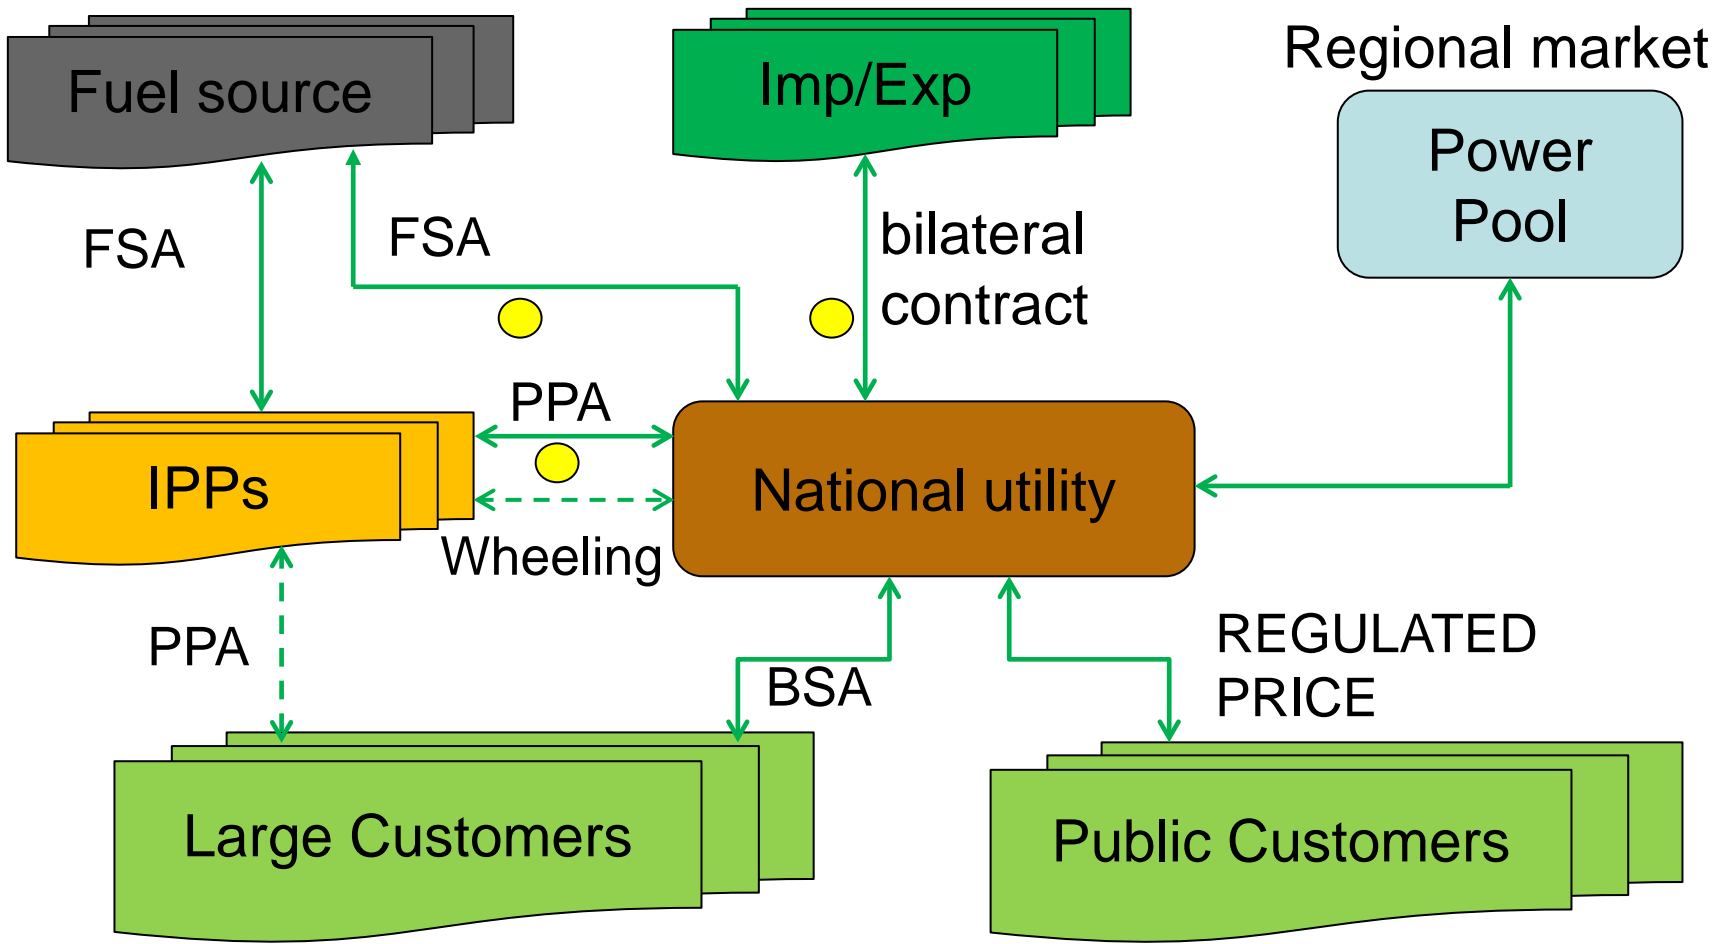 Regional market
Fuel source
Imp/Exp
Power
Pool
FSA
FSA
bilateral
contract
PPA
IPPs
National utility
Wheeling
PPA
BSA
REGULATED
PRICE
Large Customers
Public Customers